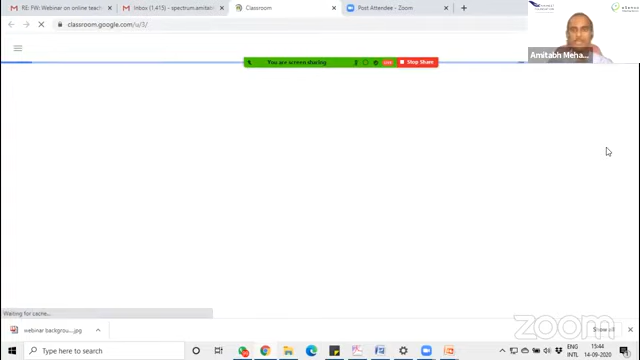 RE: FW: Webinar on online teach
Inbox (1,415) - spectrum.amitab
Classroom
Post Attendee - Zoom
classroom.google.com/u/3/
Amitabh Meha...
You are screen sharing
LIVE
Stop Share
Waiting for cache...
webinar backgrou....jpg
Show all
zoom
Type here to search
ENG
INTL
15:44
14-09-2020